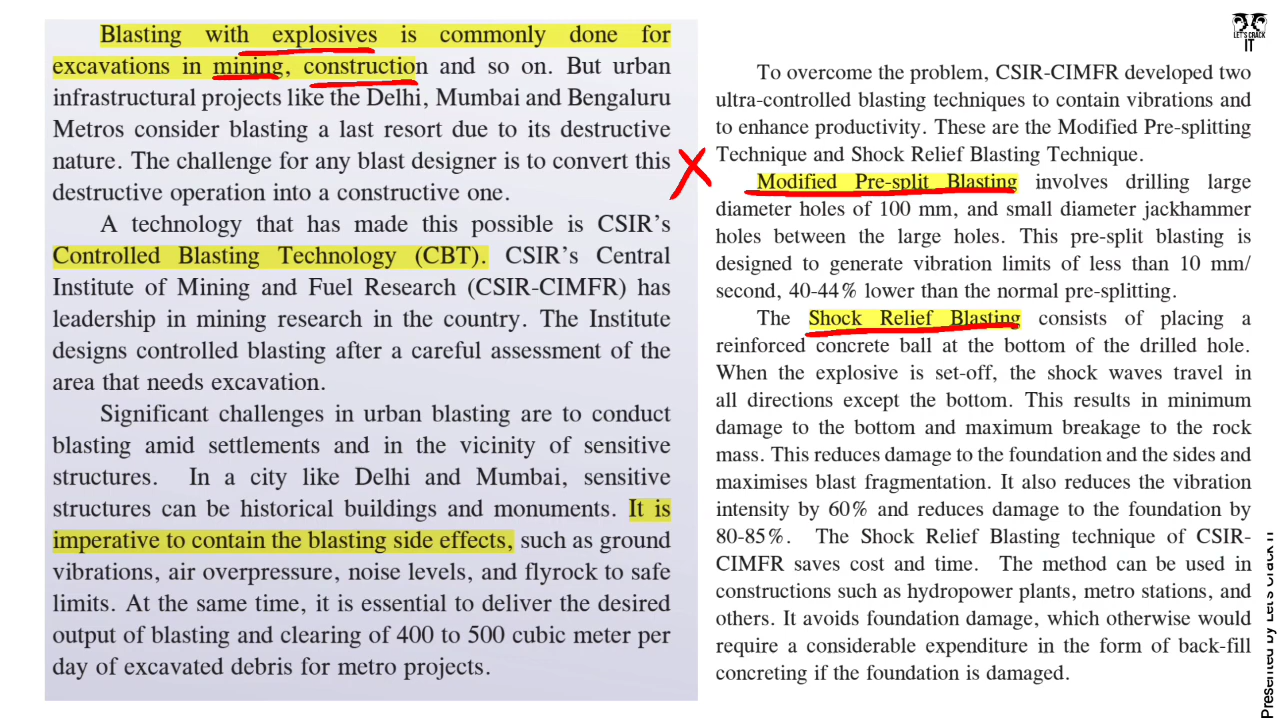 Blasting with explosives is commonly done for
excavations in mining, construction and so on. But urban
infrastructural projects like the Delhi, Mumbai and Bengaluru
Metros consider blasting a last resort due to its destructive
nature. The challenge for any blast designer is to convert this
destructive operation into a constructive one.
A technology that has made this possible is CSIR's
Controlled Blasting Technology (CBT). CSIR's Central
Institute of Mining and Fuel Research (CSIR-CIMFR) has
leadership in mining research in the country. The Institute
designs controlled blasting after a careful assessment of the
area that needs excavation.
Significant challenges in urban blasting are to conduct
blasting amid settlements and in the vicinity of sensitive
structures. In a city like Delhi and Mumbai, sensitive
structures can be historical buildings and monuments. It is
imperative to contain the blasting side effects, such as ground
vibrations, air overpressure, noise levels, and flyrock to safe
limits. At the same time, it is essential to deliver the desired
output of blasting and clearing of 400 to 500 cubic meter per
day of excavated debris for metro projects.
To overcome the problem, CSIR-CIMFR developed two
ultra-controlled blasting techniques to contain vibrations and
to enhance productivity. These are the Modified Pre-splitting
Technique and Shock Relief Blasting Technique.
Modified Pre-split Blasting involves drilling large
diameter holes of 100 mm, and small diameter jackhammer
holes between the large holes. This pre-split blasting is
designed to generate vibration limits of less than 10 mm/
second, 40-44% lower than the normal pre-splitting.
The Shock Relief Blasting consists of placing a
reinforced concrete ball at the bottom of the drilled hole.
When the explosive is set-off, the shock waves travel in
all directions except the bottom. This results in minimum
damage to the bottom and maximum breakage to the rock
mass. This reduces damage to the foundation and the sides and
maximises blast fragmentation. It also reduces the vibration
intensity by 60% and reduces damage to the foundation by
80-85%. The Shock Relief Blasting technique of CSIR-
CIMFR saves cost and time. The method can be used in
constructions such as hydropower plants, metro stations, and
others. It avoids foundation damage, which otherwise would
require a considerable expenditure in the form of back-fill
concreting if the foundation is damaged.
LET'S CRACK
IT
Presented by Let's Crack It